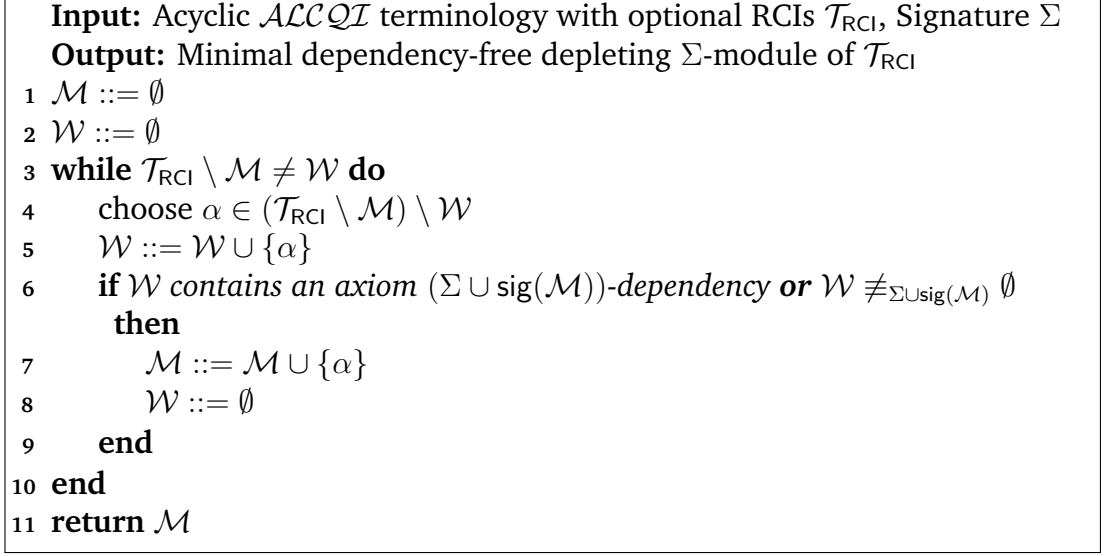 Input: Acyclic 𝒜ℒ𝒞𝒬ℐ terminology with optional RCIs 𝒯_RCI, Signature Σ
Output: Minimal dependency-free depleting Σ-module of 𝒯_RCI
1 ℳ ::= ∅
2 𝒲 ::= ∅
3 while 𝒯_RCI \ ℳ ≠ 𝒲 do
4 choose α ∈ (𝒯_RCI \ ℳ) \ 𝒲
5 𝒲 ::= 𝒲 ∪ {α}
6 if 𝒲 contains an axiom (Σ ∪ sig(ℳ))-dependency or 𝒲 ≢_Σ∪sig(ℳ) ∅
then
7 ℳ ::= ℳ ∪ {α}
8 𝒲 ::= ∅
9 end
10 end
11 return ℳ